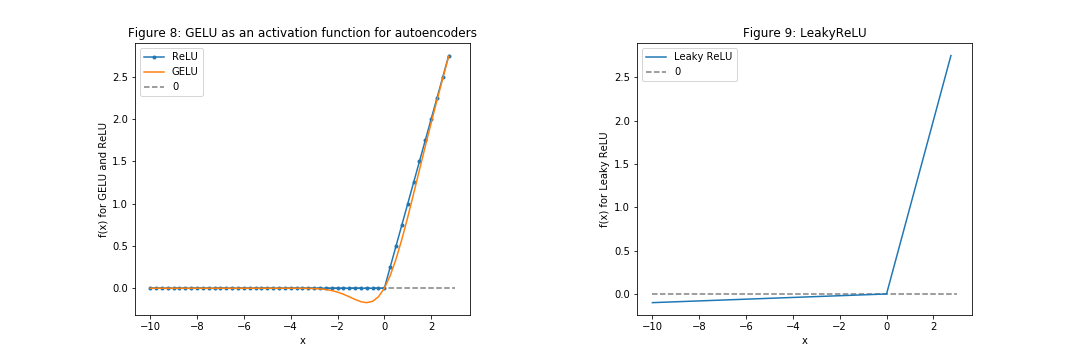 Figure 8: GELU as an activation function for autoencoders
ReLU
GELU
0
f(x) for GELU and ReLU
2.5
2.0
1.5
1.0
0.5
0.0
−10 −8 −6 −4 −2 0 2
x
Figure 9: LeakyReLU
Leaky ReLU
0
f(x) for Leaky ReLU
2.5
2.0
1.5
1.0
0.5
0.0
−10 −8 −6 −4 −2 0 2
x